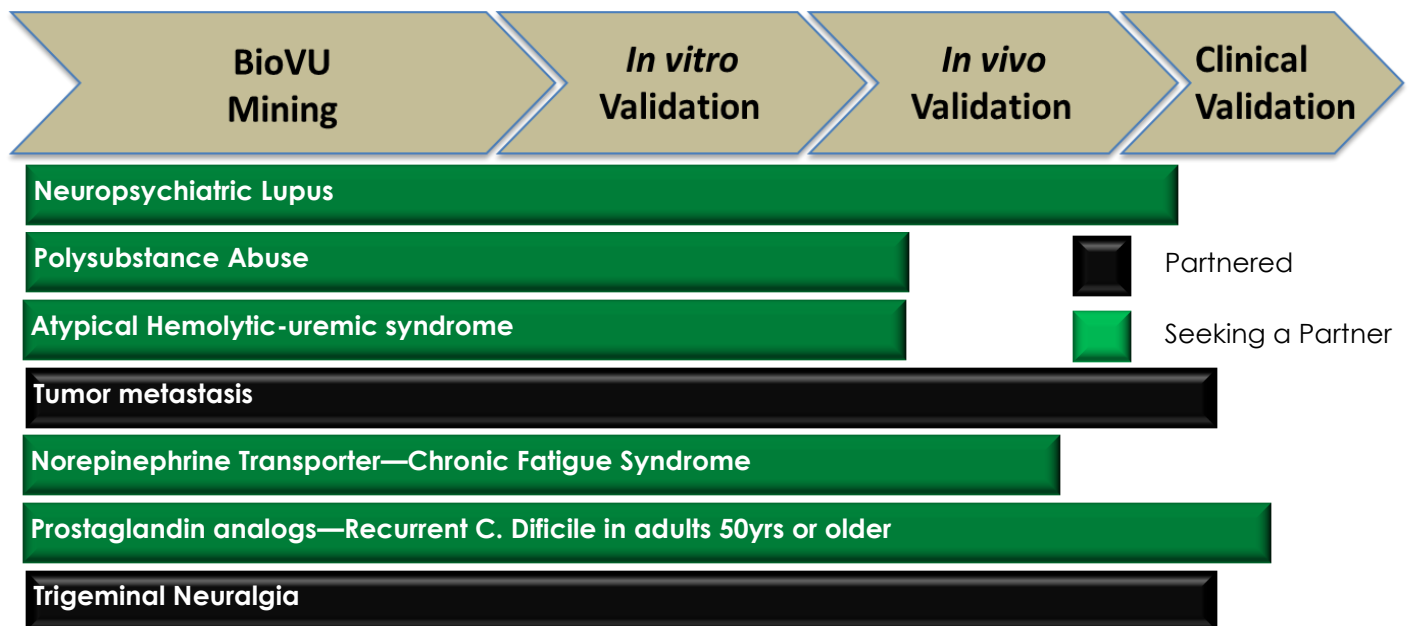 BioVU
Mining
In vitro
Validation
In vivo
Validation
Clinical
Validation
Neuropsychiatric Lupus
Polysubstance Abuse
Partnered
Atypical Hemolytic-uremic syndrome
Seeking a Partner
Tumor metastasis
Norepinephrine Transporter—Chronic Fatigue Syndrome
Prostaglandin analogs—Recurrent C. Dificile in adults 50yrs or older
Trigeminal Neuralgia